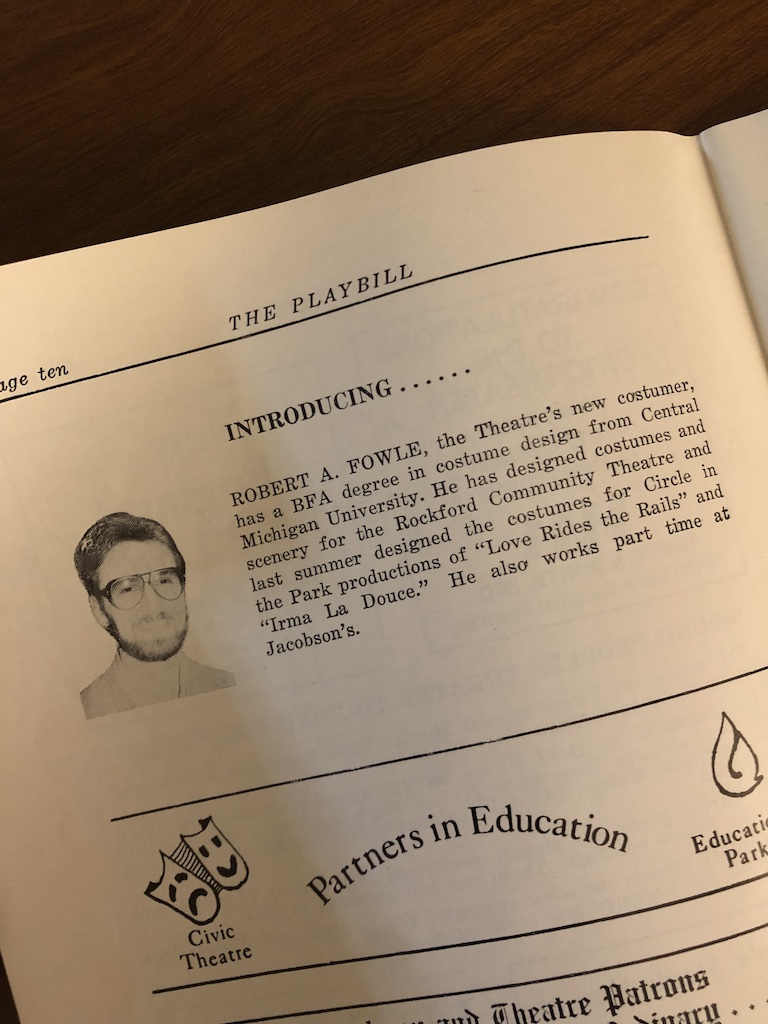 THE PLAYBILL
age ten
INTRODUCING ......
ROBERT A. FOWLE, the Theatre's new costumer,
has a BFA degree in costume design from Central
Michigan University. He has designed costumes and
scenery for the Rockford Community Theatre and
last summer designed the costumes for Circle in
the Park productions of "Love Rides the Rails" and
"Irma La Douce." He also works part time at
Jacobson's.
Partners in Education
Civic
Theatre
Educatio
Park
and Theatre Patrons